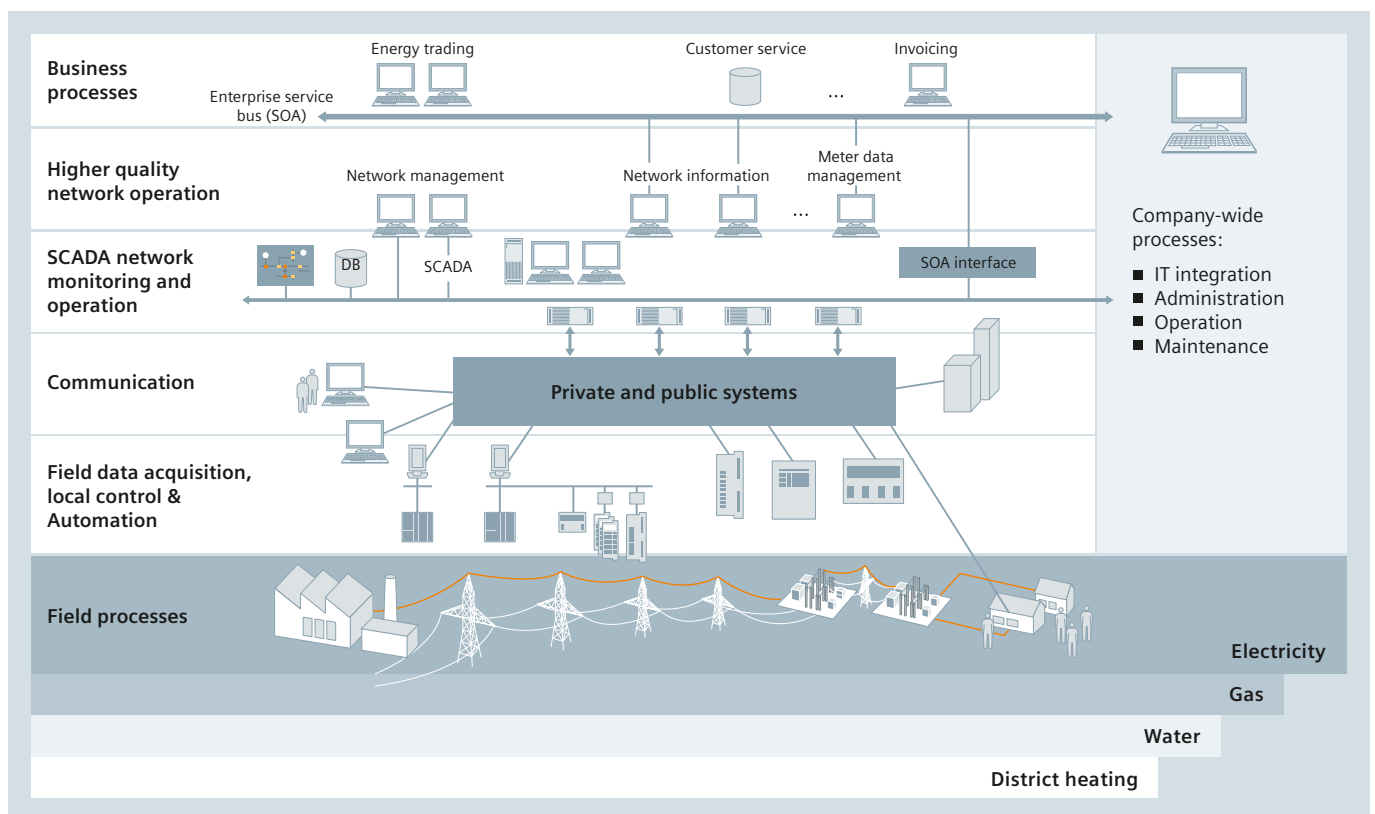 Business
processes
Energy trading
Customer service
Invoicing
...
Enterprise service
bus (SOA)
Higher quality
network operation
Network management
Network information
Meter data
management
...
SCADA network
monitoring and
operation
DB
SCADA
SOA interface
Communication
Private and public systems
Field data acquisition,
local control &
Automation
Company-wide
processes:
■ IT integration
■ Administration
■ Operation
■ Maintenance
Field processes
Electricity
Gas
Water
District heating